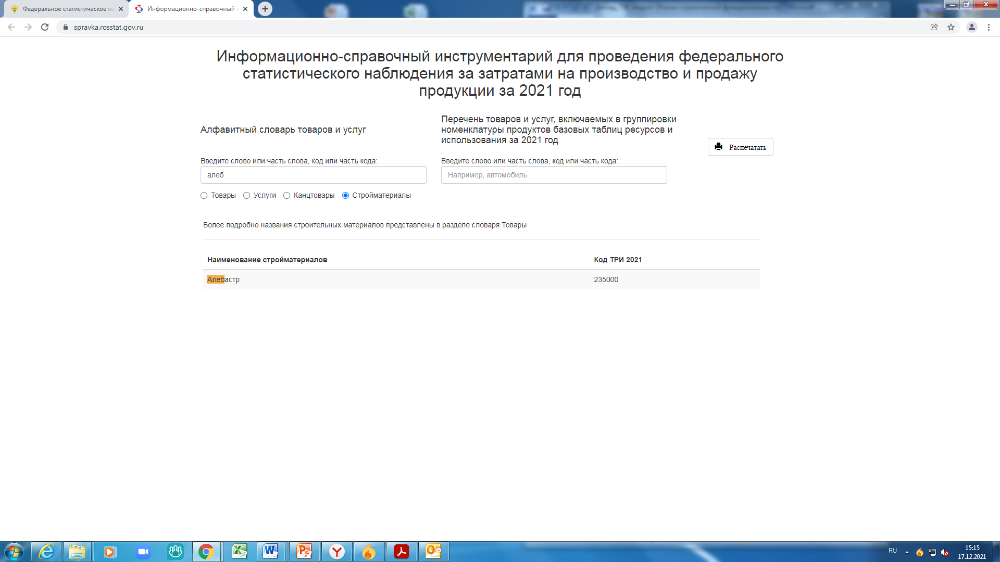 Федеральное статистическое на
Информационно-справочный и
spravka.rosstat.gov.ru
Информационно-справочный инструментарий для проведения федерального
статистического наблюдения за затратами на производство и продажу
продукции за 2021 год
Алфавитный словарь товаров и услуг
Перечень товаров и услуг, включаемых в группировки
номенклатуры продуктов базовых таблиц ресурсов и
использования за 2021 год
Распечатать
Введите слово или часть слова, код или часть кода:
Введите слово или часть слова, код или часть кода:
алеб
Например, автомобиль
Товары Услуги Канцтовары Стройматериалы
Более подробно названия строительных материалов представлены в разделе словаря Товары
Наименование стройматериалов Код ТРИ 2021
Алебастр 235000
RU
15:15
17.12.2021